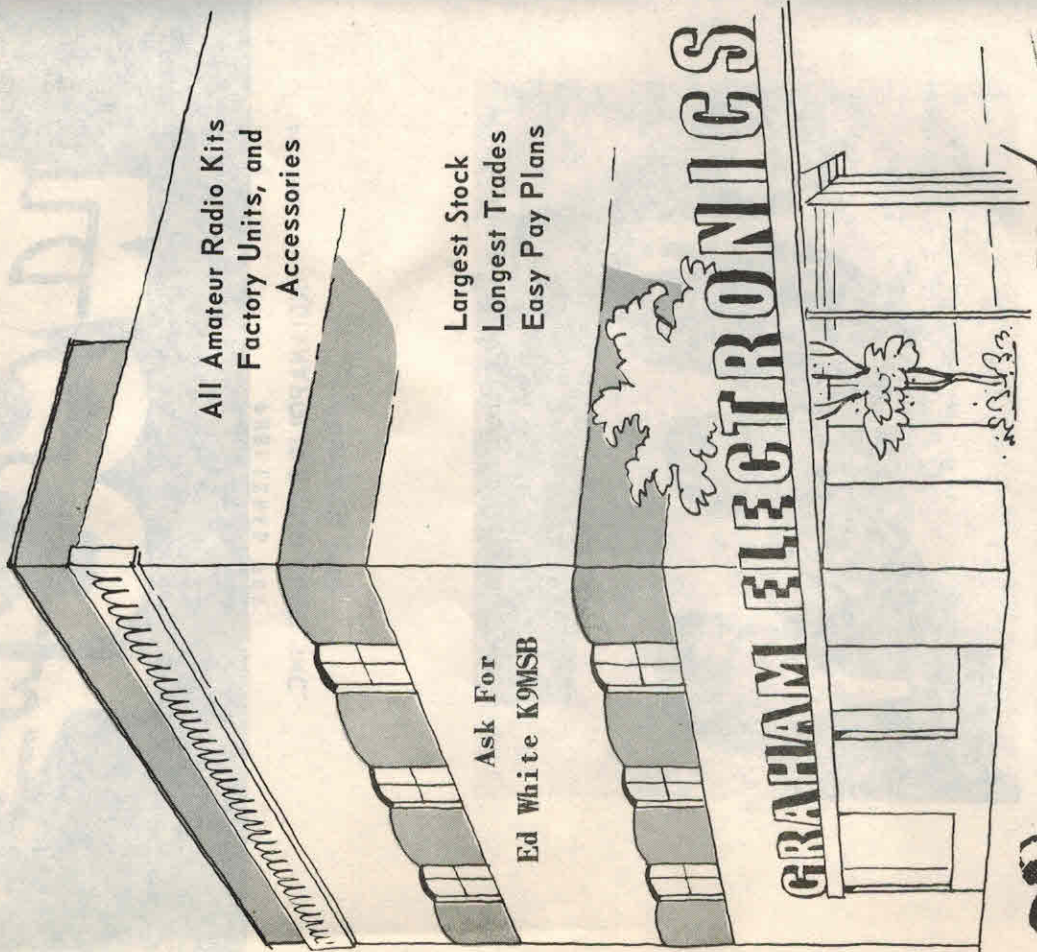 All Amateur Radio Kits
Factory Units, and
Accessories
Largest Stock
Longest Trades
Easy Pay Plans
Ask For
Ed White K9MSB
GRAHAM ELECTRONICS